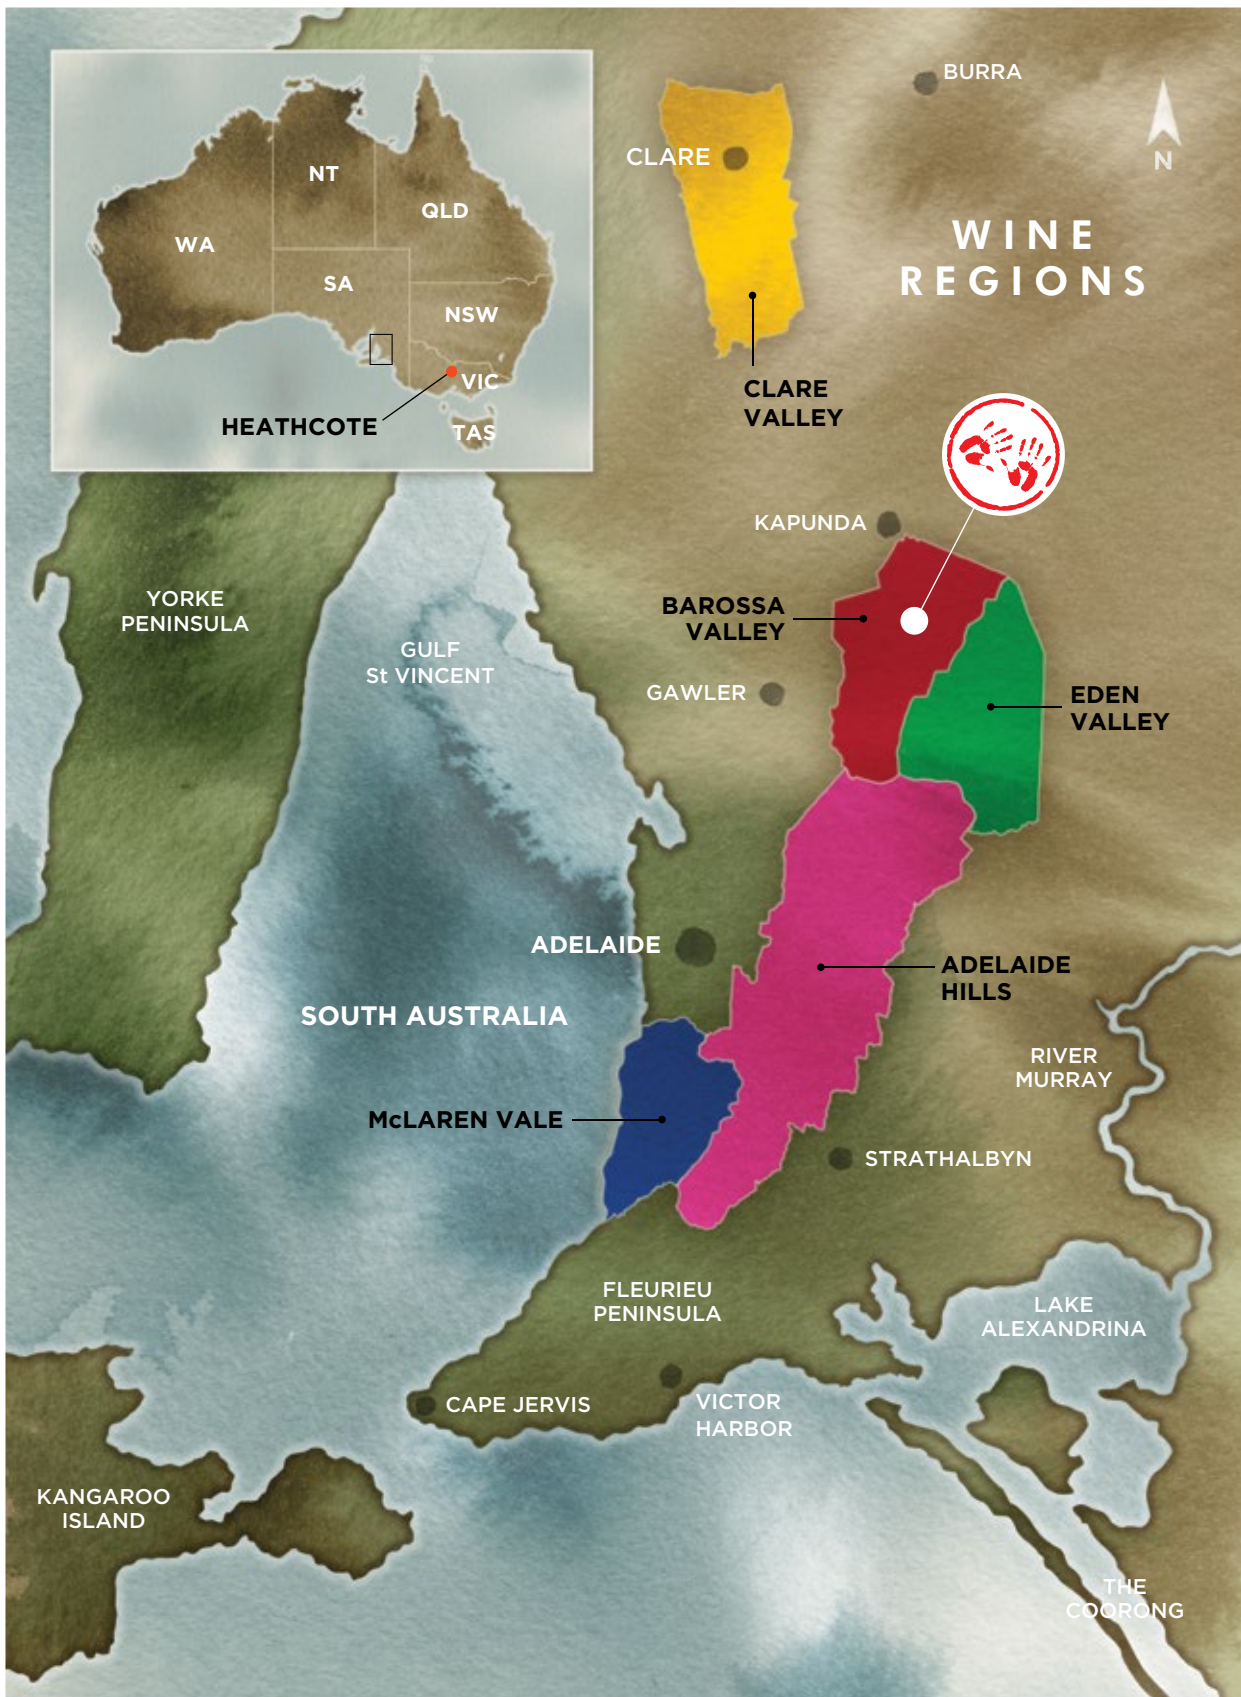 BURRA
N
CLARE
WINE
REGIONS
NT
QLD
WA
SA
NSW
VIC
HEATHCOTE
TAS
CLARE
VALLEY
KAPUNDA
YORKE
PENINSULA
BAROSSA
VALLEY
GULF
St VINCENT
GAWLER
EDEN
VALLEY
ADELAIDE
ADELAIDE
HILLS
SOUTH AUSTRALIA
RIVER
MURRAY
McLAREN VALE
STRATHALBYN
FLEURIEU
PENINSULA
LAKE
ALEXANDRINA
CAPE JERVIS
VICTOR
HARBOR
KANGAROO
ISLAND
THE
COORONG